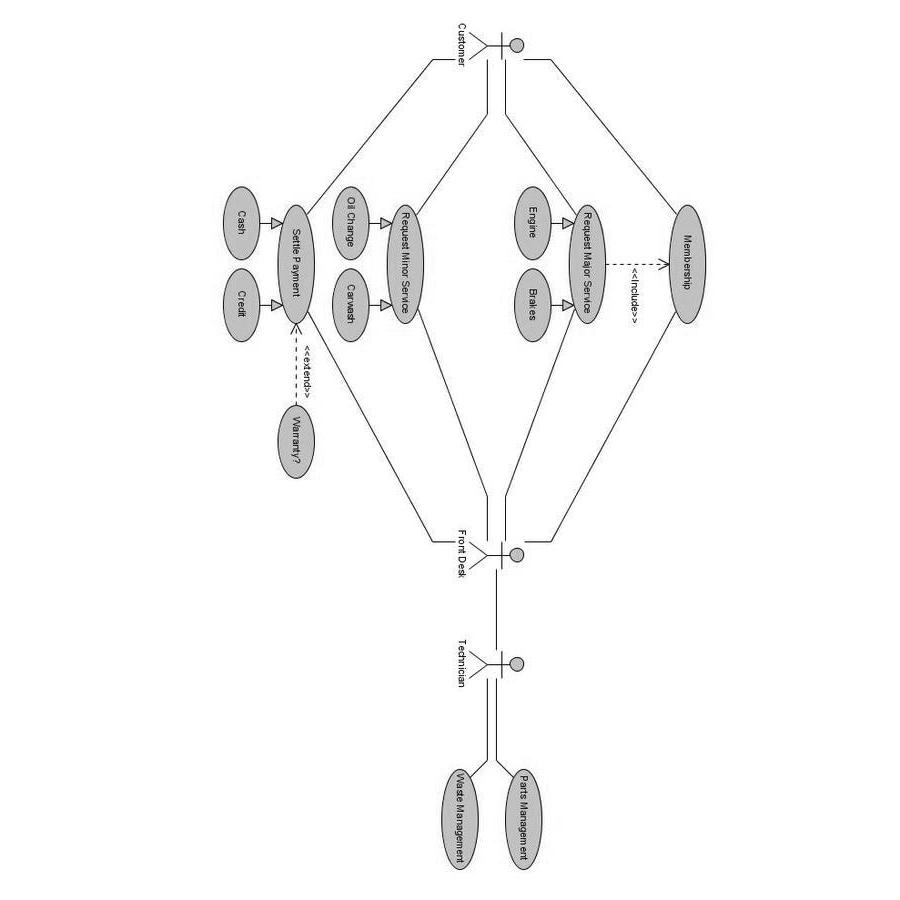 Customer
Membership
<<Include>>
Request Major Service
Engine
Brakes
Request Minor Service
Oil Change
Carwash
Settle Payment
Cash
Credit
<<extend>>
Warranty?
Front Desk
Technician
Parts Management
Waste Management